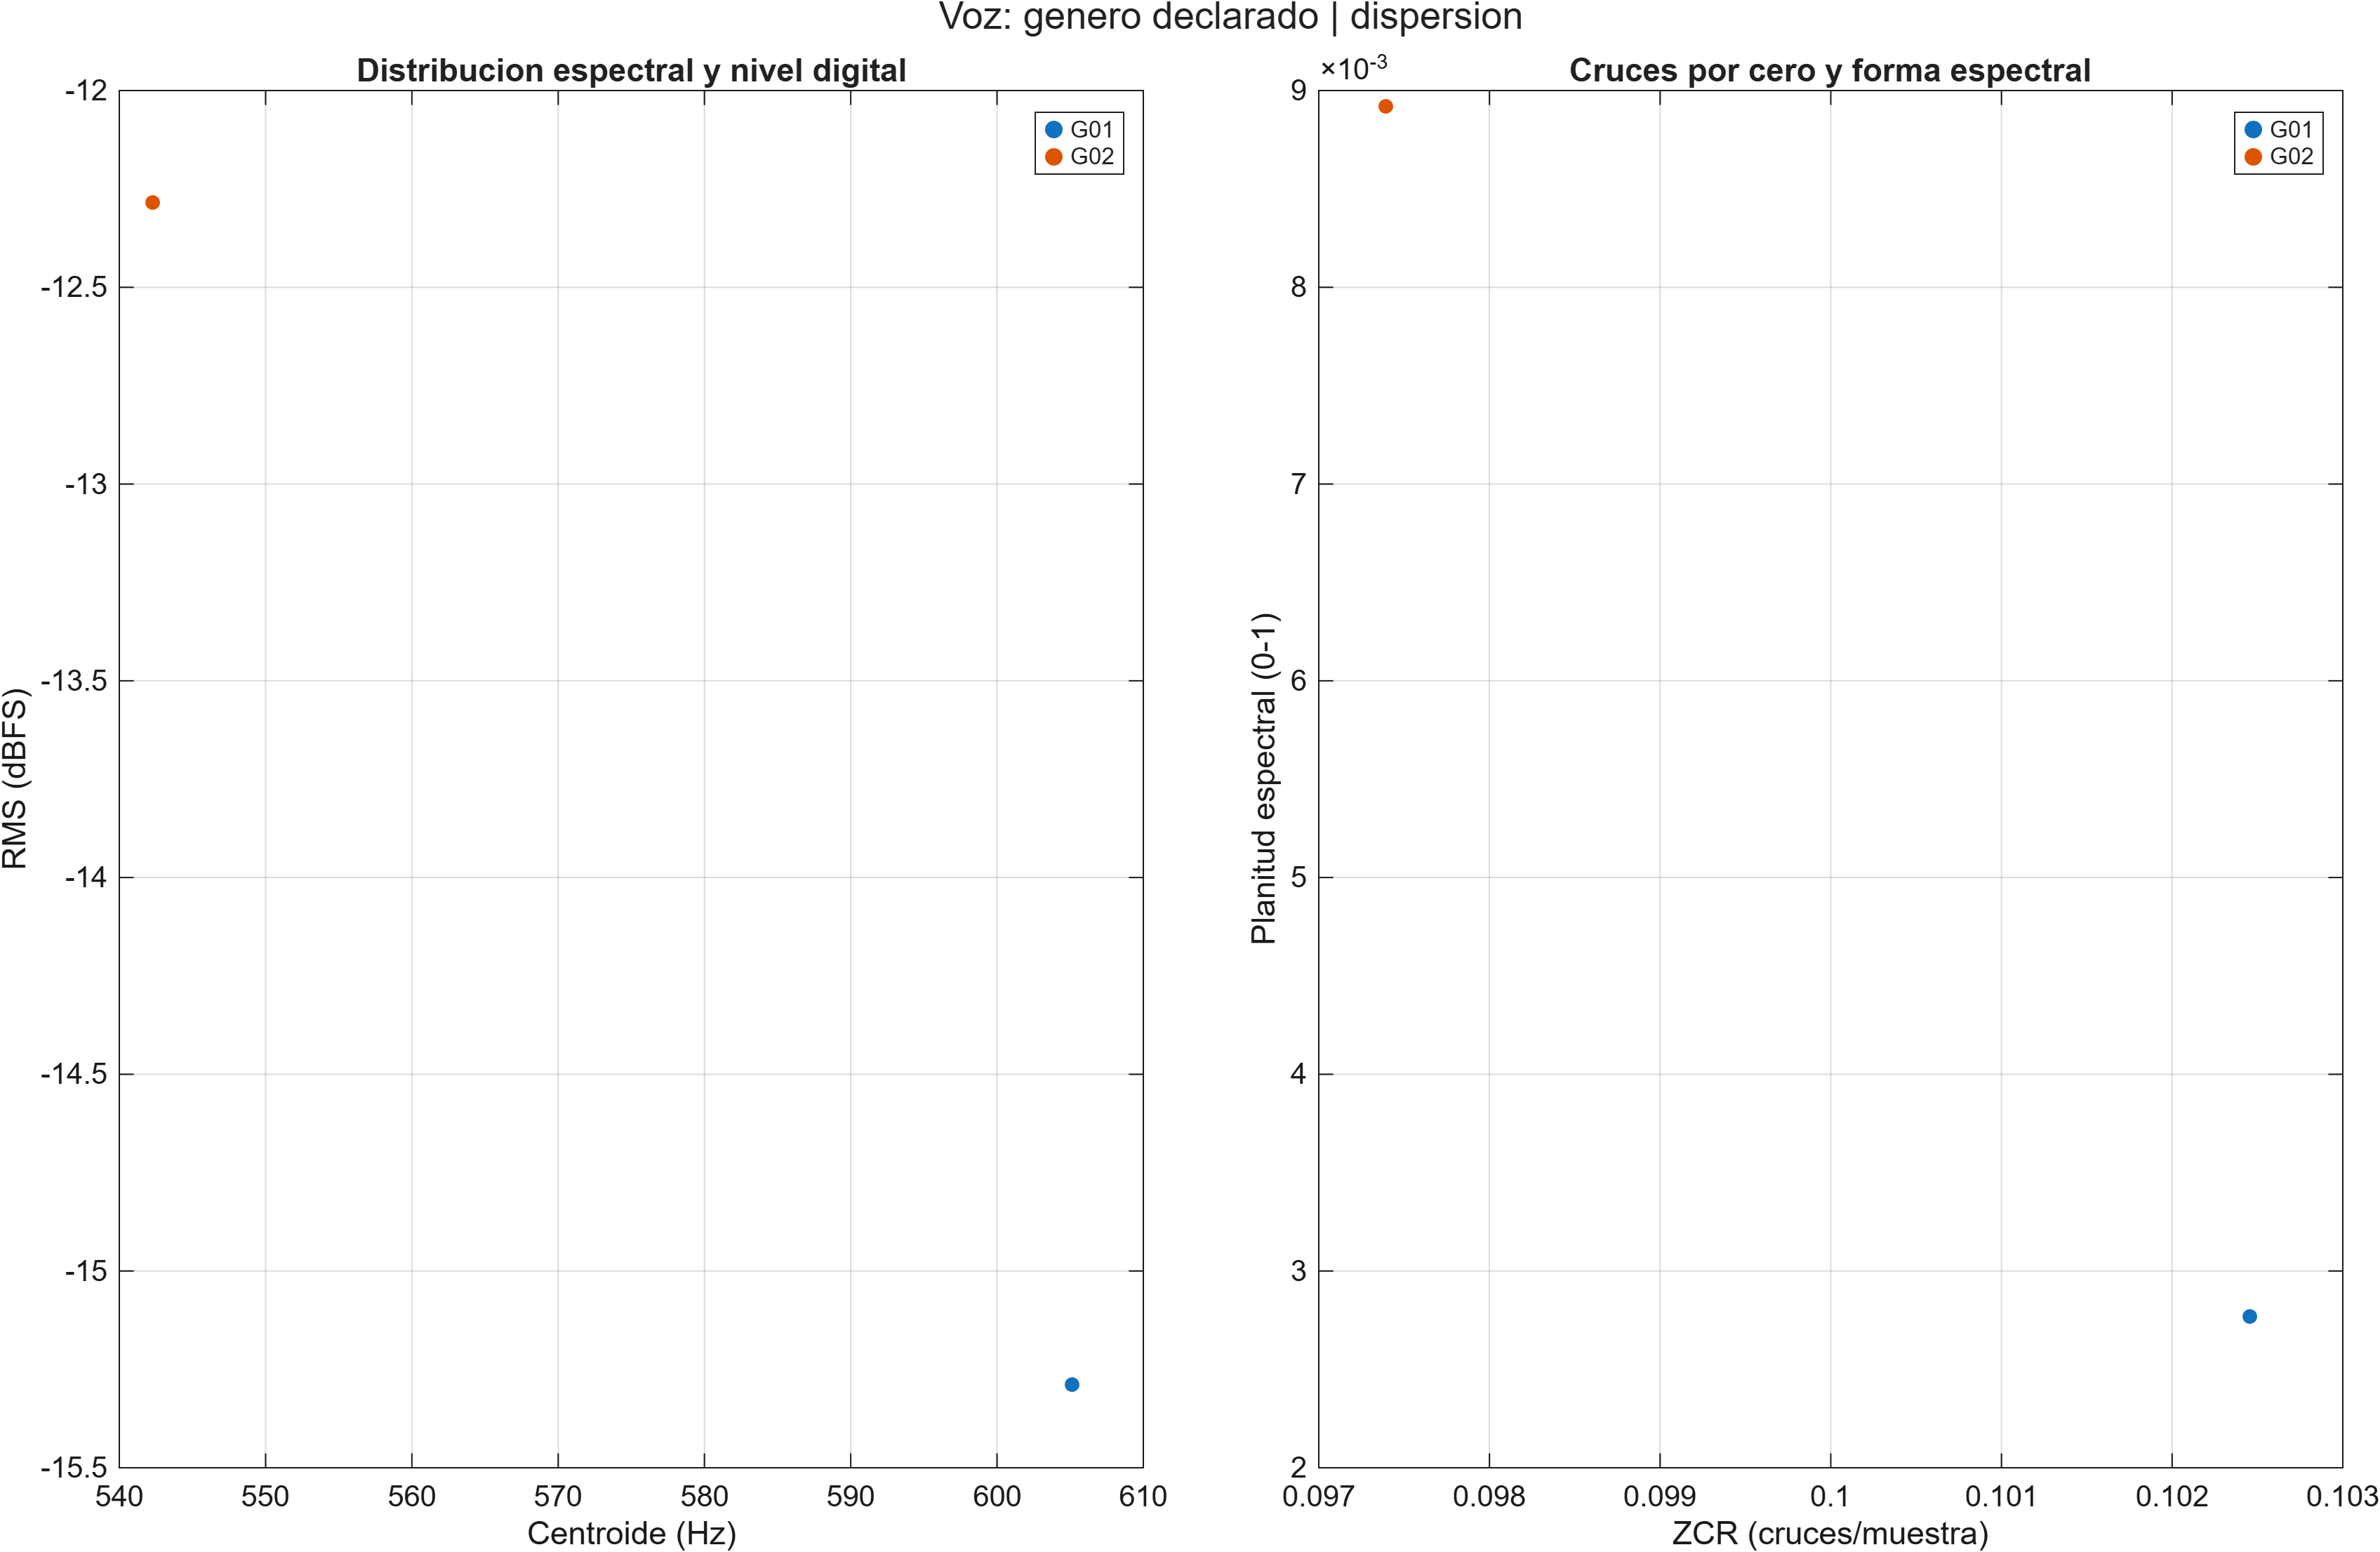 Voz: genero declarado | dispersion
Distribucion espectral y nivel digital
-12
-12.5
-13
-13.5
-14
-14.5
-15
-15.5
RMS (dBFS)
540 550 560 570 580 590 600 610
Centroide (Hz)
G01
G02
Cruces por cero y forma espectral
×10-3
9
8
7
6
5
4
3
2
Planitud espectral (0-1)
0.097 0.098 0.099 0.1 0.101 0.102 0.103
ZCR (cruces/muestra)
G01
G02